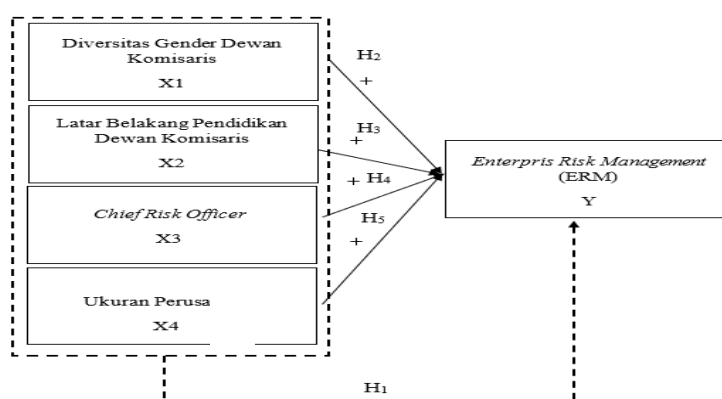 Diversitas Gender Dewan
Komisaris
X1
H2
+
Latar Belakang Pendidikan
Dewan Komisaris
X2
H3
+
Chief Risk Officer
X3
+ H4
Ukuran Perusa
X4
H5
+
Enterpris Risk Management
(ERM)
Y
H1